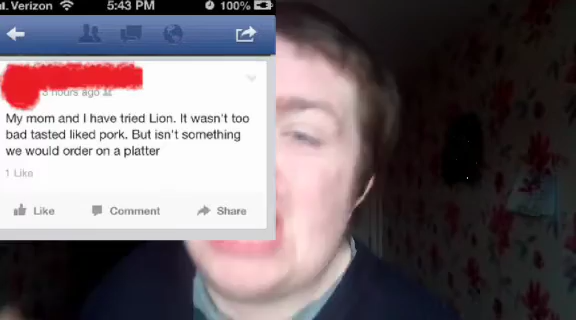 Verizon 5:43 PM 100%
3 hours ago
My mom and I have tried Lion. It wasn't too
bad tasted liked pork. But isn't something
we would order on a platter
1 Like
Like Comment Share